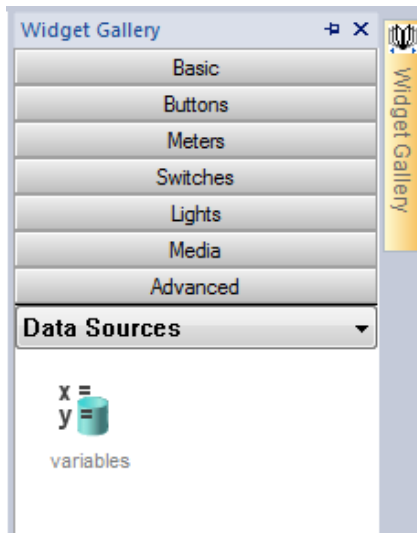 Widget Gallery
Basic
Buttons
Meters
Switches
Lights
Media
Advanced
Data Sources
x =
y =
variables
Widget Gallery